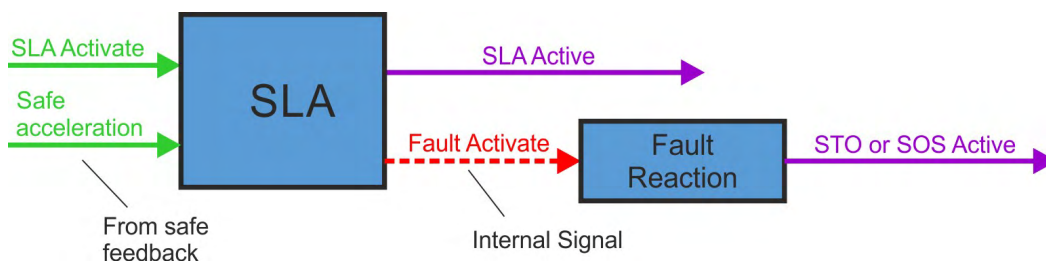 SLA Activate
Safe
acceleration
SLA
SLA Active
Fault Activate
Fault
Reaction
STO or SOS Active
From safe
feedback
Internal Signal